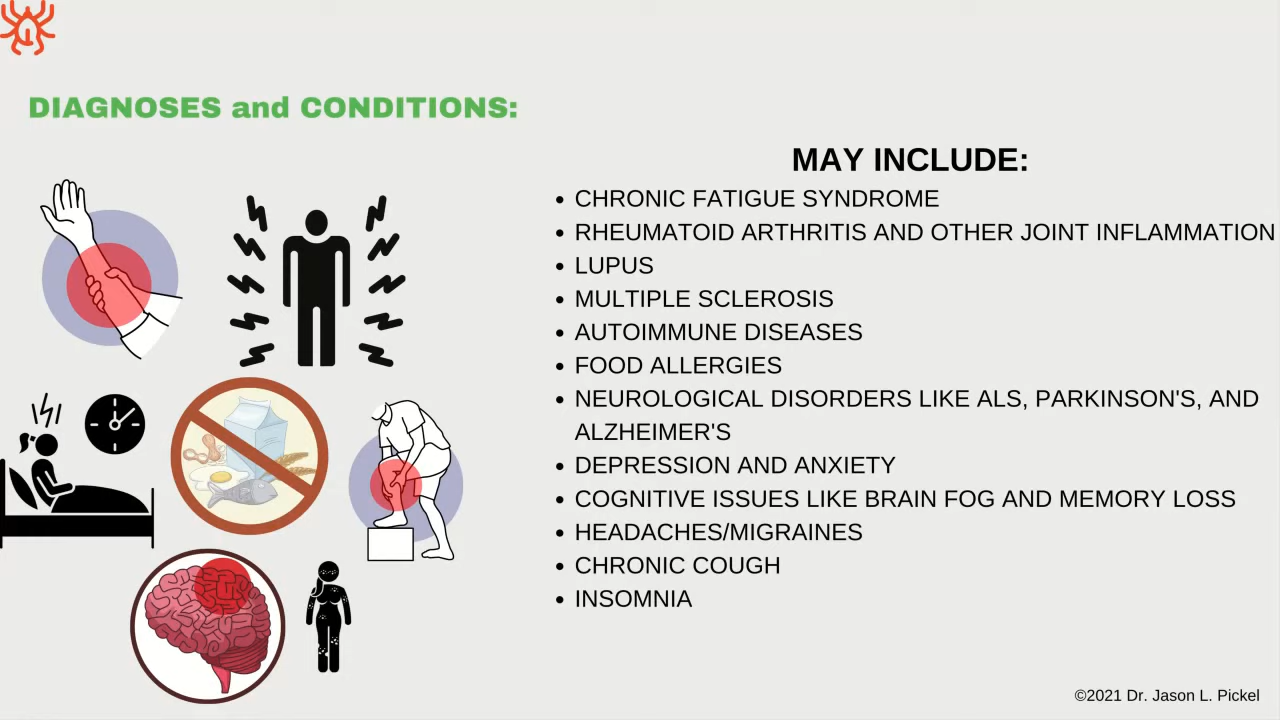 DIAGNOSES and CONDITIONS:
MAY INCLUDE:
• CHRONIC FATIGUE SYNDROME
• RHEUMATOID ARTHRITIS AND OTHER JOINT INFLAMMATION
• LUPUS
• MULTIPLE SCLEROSIS
• AUTOIMMUNE DISEASES
• FOOD ALLERGIES
• NEUROLOGICAL DISORDERS LIKE ALS, PARKINSON'S, AND
ALZHEIMER'S
• DEPRESSION AND ANXIETY
• COGNITIVE ISSUES LIKE BRAIN FOG AND MEMORY LOSS
• HEADACHES/MIGRAINES
• CHRONIC COUGH
• INSOMNIA
©2021 Dr. Jason L. Pickel